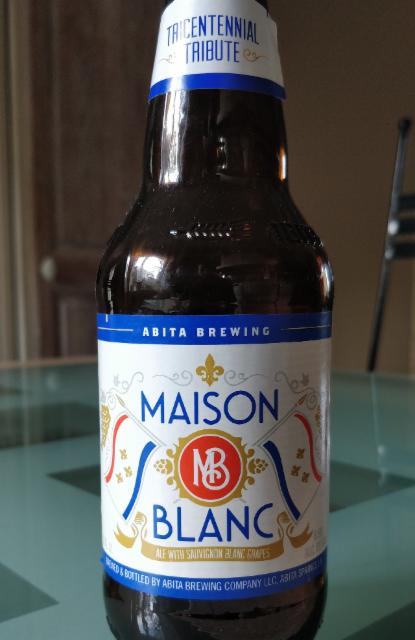 TRICENTENNIAL
TRIBUTE
ABITA BREWING
MAISON
MB
BLANC
ALE WITH SAUVIGNON BLANC GRAPES
BREWED & BOTTLED BY ABITA BREWING COMPANY LLC, ABITA SPRINGS